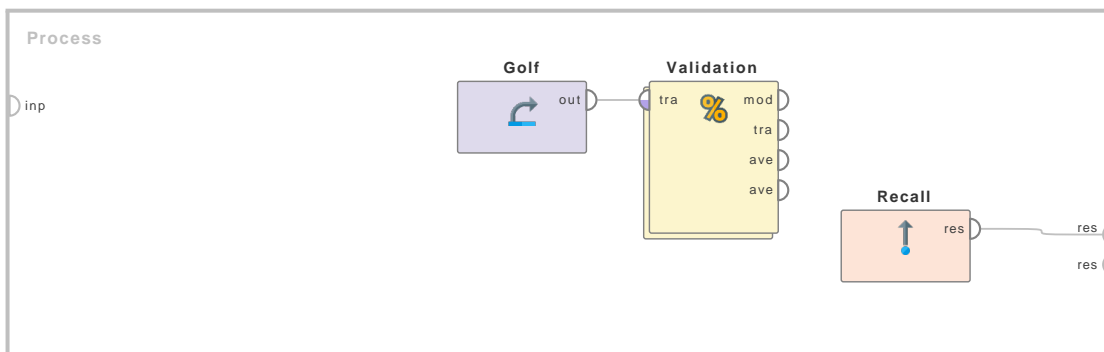 Process
inp
Golf
out
Validation
tra
%
mod
tra
ave
ave
Recall
res
res
res